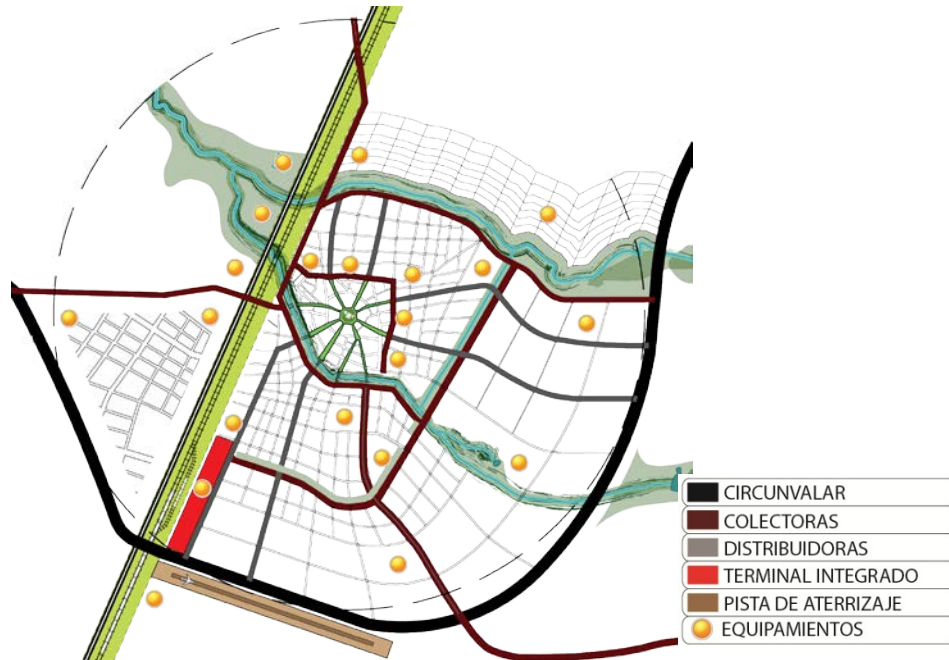 CIRCUNVALAR
COLECTORAS
DISTRIBUIDORAS
TERMINAL INTEGRADO
PISTA DE ATERRIZAJE
EQUIPAMIENTOS